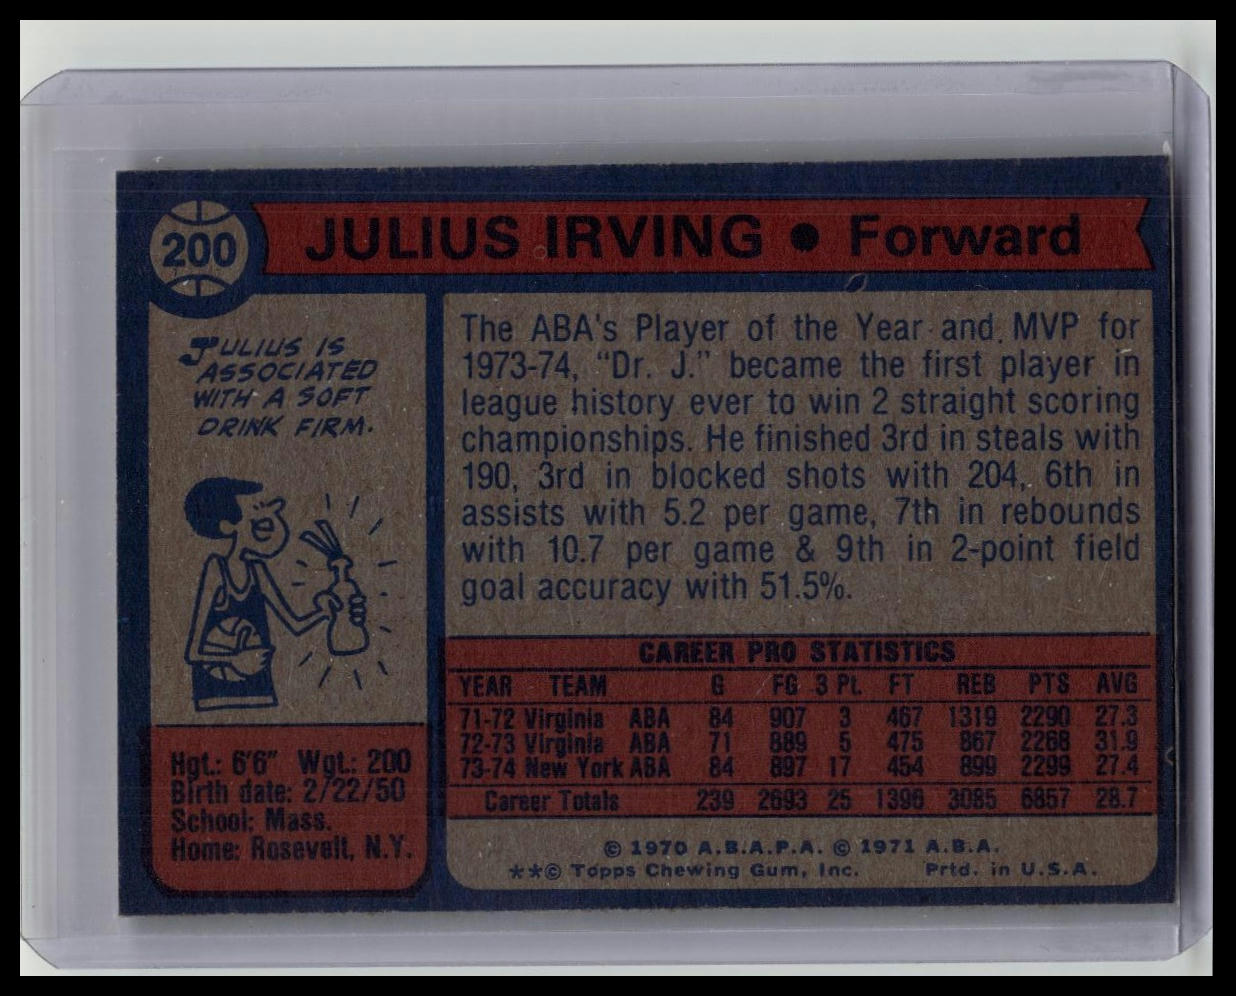 200
JULIUS IRVING ● Forward
JULIUS IS
ASSOCIATED
WITH A SOFT
DRINK FIRM.
The ABA's Player of the Year and MVP for
1973-74, “Dr. J.” became the first player in
league history ever to win 2 straight scoring
championships. He finished 3rd in steals with
190, 3rd in blocked shots with 204, 6th in
assists with 5.2 per game, 7th in rebounds
with 10.7 per game & 9th in 2-point field
goal accuracy with 51.5%.
Hgt.: 6'6" Wgt.: 200
Birth date: 2/22/50
School: Mass.
Home: Rosevelt, N.Y.
CAREER PRO STATISTICS
YEAR TEAM G FG 3 Pt. FT REB PTS AVG
71-72 Virginia ABA 84 907 3 467 1319 2290 27.3
72-73 Virginia ABA 71 889 5 475 867 2268 31.9
73-74 New York ABA 84 897 17 454 899 2299 27.4
Career Totals 239 2693 25 1396 3085 6857 28.7
© 1970 A.B.A.P.A. © 1971 A.B.A.
**© Topps Chewing Gum, Inc. Prtd. in U.S.A.